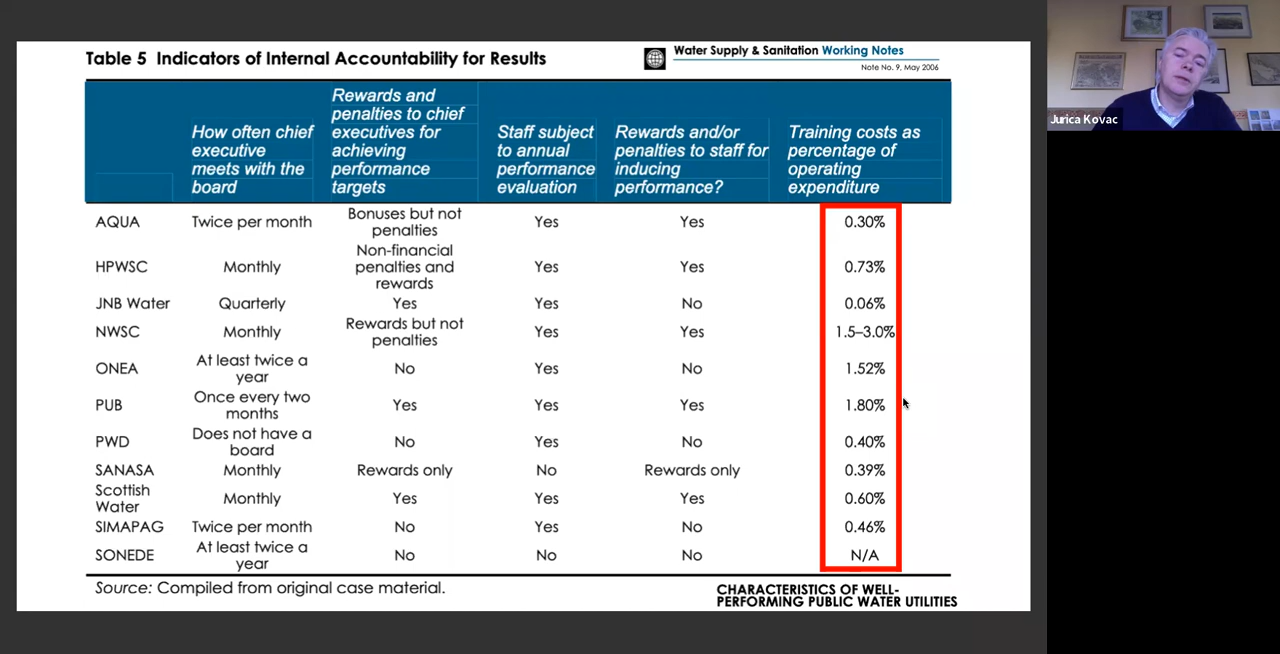 Table 5 Indicators of Internal Accountability for Results
Water Supply & Sanitation Working Notes
Note No. 9, May 2006
How often chief
executive
meets with the
board
Rewards and
penalties to chief
executives for
achieving
performance
targets
Staff subject
to annual
performance
evaluation
Rewards and/or
penalties to staff for
inducing
performance?
Training costs as
percentage of
operating
expenditure
AQUA
Twice per month
Bonuses but not
penalties
Yes
Yes
0.30%
HPWSC
Monthly
Non-financial
penalties and
rewards
Yes
Yes
0.73%
JNB Water
Quarterly
Yes
Yes
No
0.06%
NWSC
Monthly
Rewards but not
penalties
Yes
Yes
1.5–3.0%
ONEA
At least twice a
year
No
Yes
No
1.52%
PUB
Once every two
months
Yes
Yes
Yes
1.80%
PWD
Does not have a
board
No
Yes
No
0.40%
SANASA
Monthly
Rewards only
No
Rewards only
0.39%
Scottish
Water
Monthly
Yes
Yes
Yes
0.60%
SIMAPAG
Twice per month
No
Yes
No
0.46%
SONEDE
At least twice a
year
No
No
No
N/A
Source: Compiled from original case material.
CHARACTERISTICS OF WELL-
PERFORMING PUBLIC WATER UTILITIES
Jurica Kovac